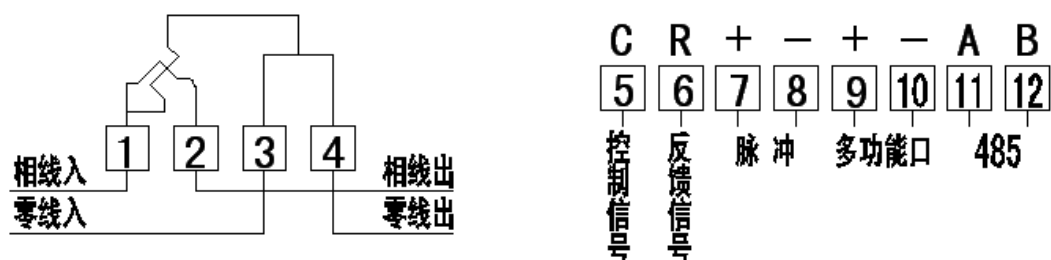 1 2 3 4
相线入 相线出
零线入 零线出
C R + − + − A B
5 6 7 8 9 10 11 12
控制信号 反馈信号 脉冲 多功能口 485